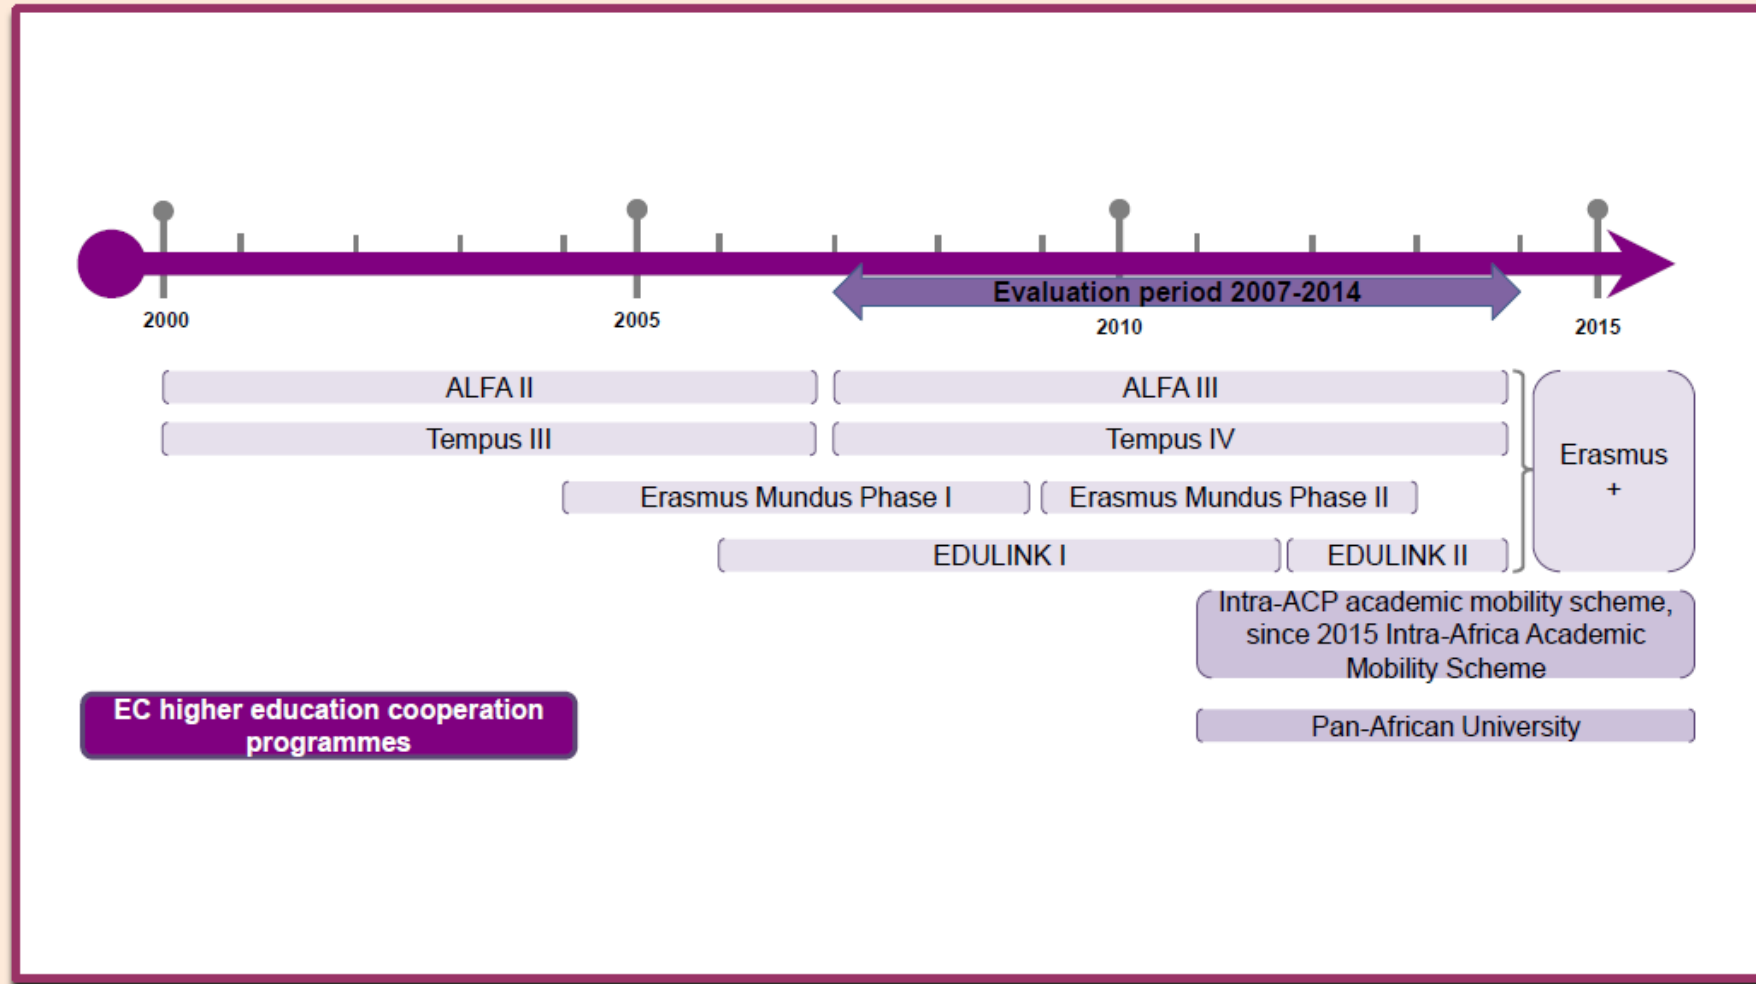 Evaluation period 2007-2014
2000
2005
2010
2015
ALFA II
ALFA III
Tempus III
Tempus IV
Erasmus
+
Erasmus Mundus Phase I
Erasmus Mundus Phase II
EDULINK I
EDULINK II
Intra-ACP academic mobility scheme,
since 2015 Intra-Africa Academic
Mobility Scheme
EC higher education cooperation
programmes
Pan-African University